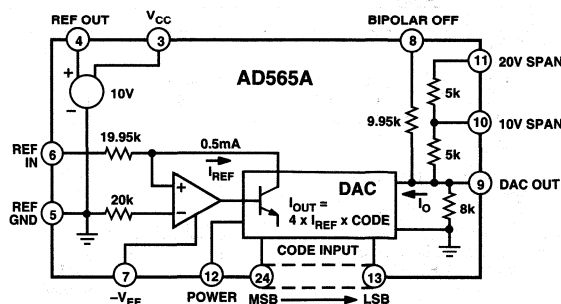 REF OUT
VCC
BIPOLAR OFF
4
3
8
11
20V SPAN
+
AD565A
5k
10V
–
9.95k
10
10V SPAN
19.95k
0.5mA
5k
REF
IN
6
IREF
+
DAC
9
DAC OUT
REF
GND
5
20k
–
IOUT =
4 x IREF x CODE
IO
8k
CODE INPUT
7
12
24
13
–VEE
POWER
MSB
LSB